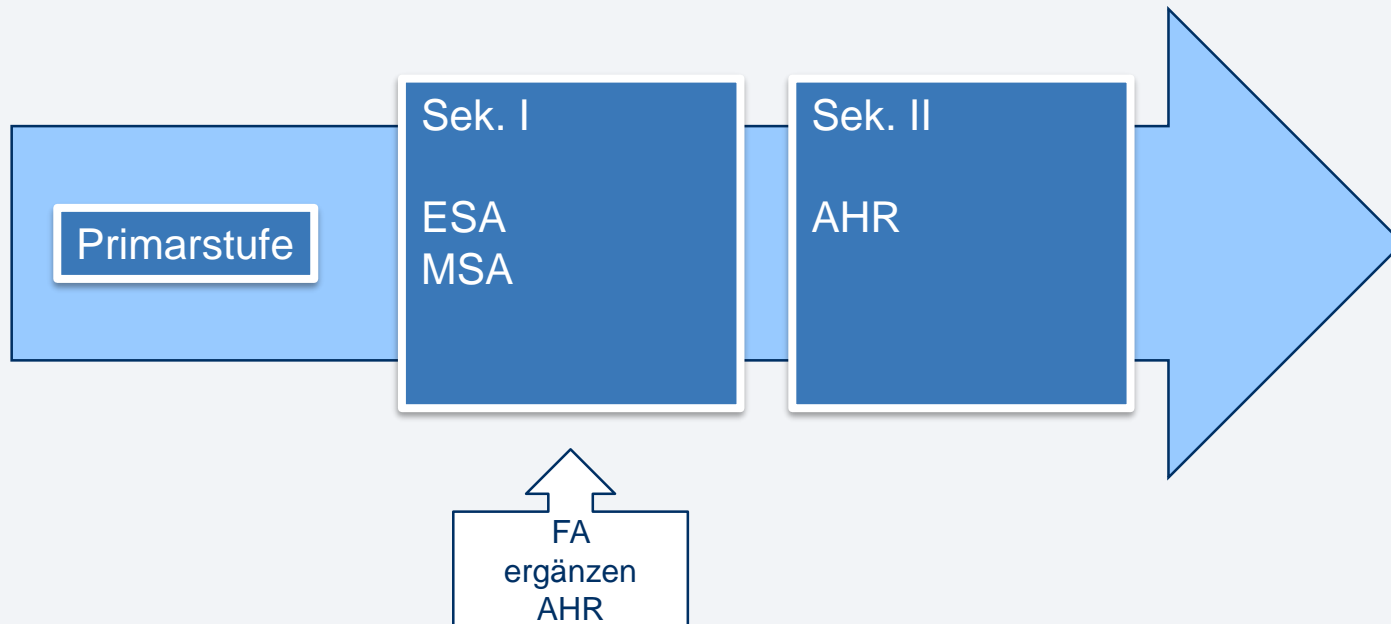 Primarstufe
Sek. I
ESA
MSA
Sek. II
AHR
FA
ergänzen
AHR